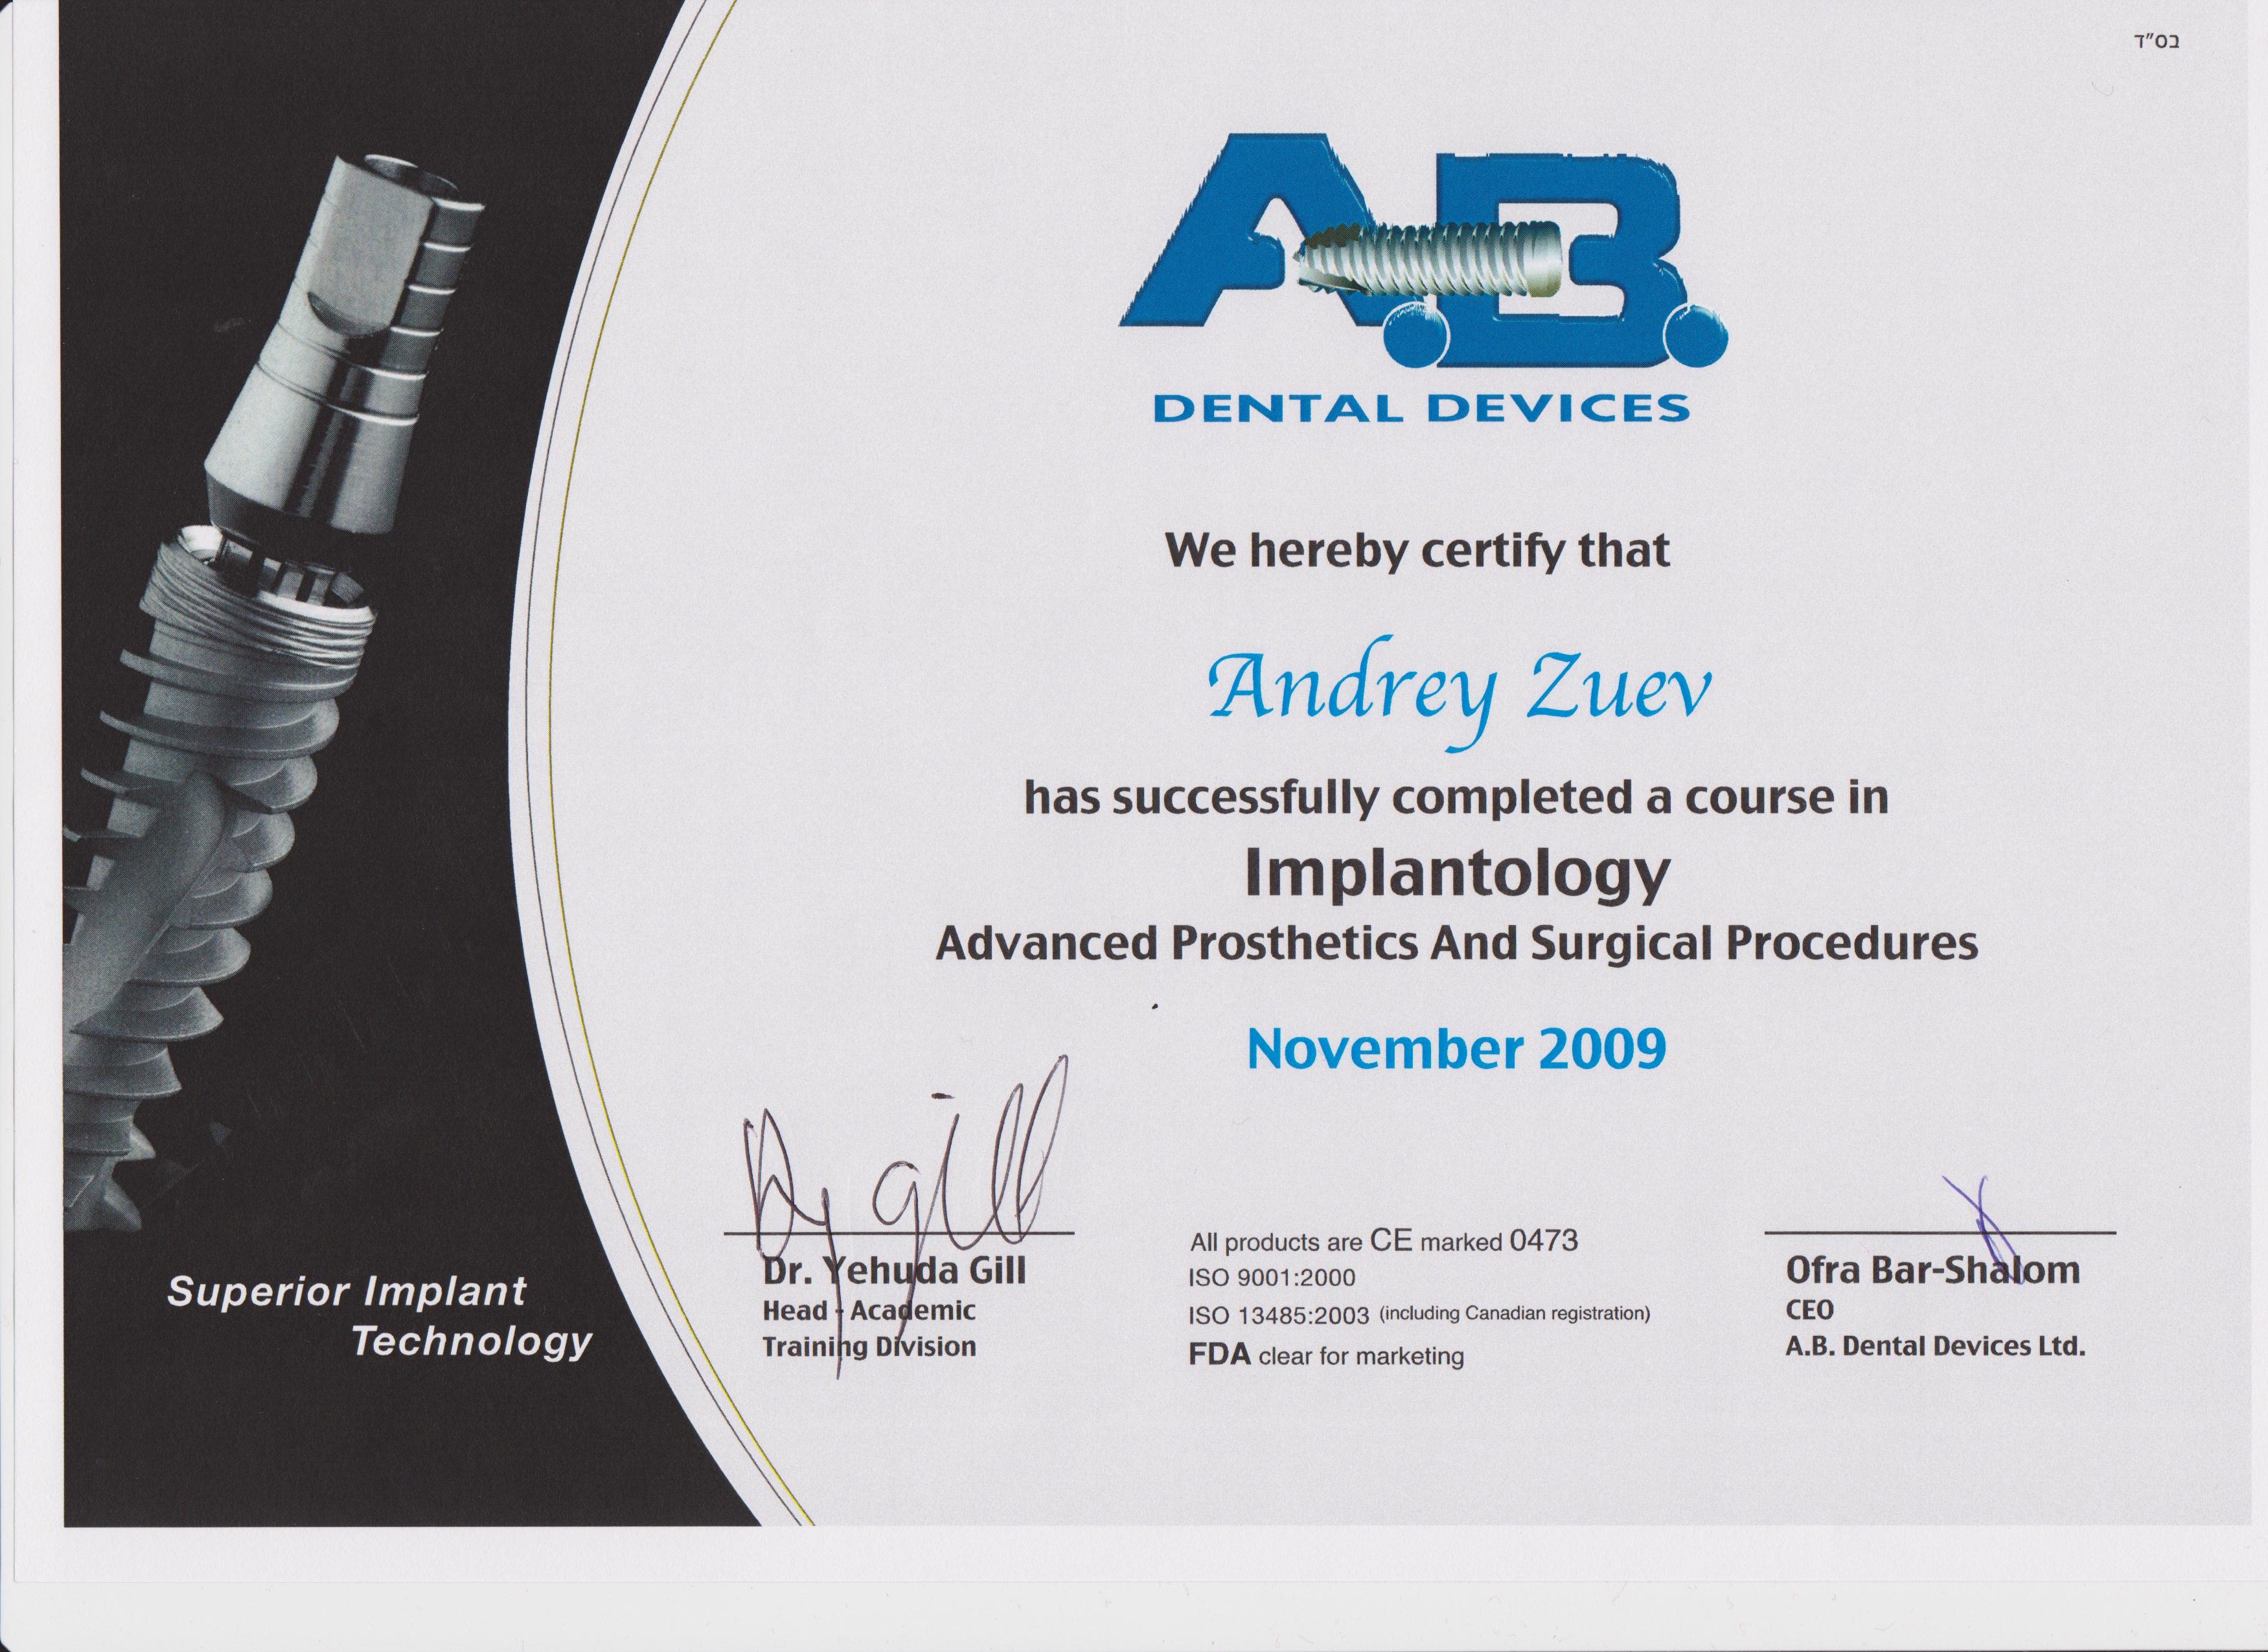 בס"ד
A.B.
DENTAL DEVICES
We hereby certify that
Andrey Zuev
has successfully completed a course in
Implantology
Advanced Prosthetics And Surgical Procedures
November 2009
Dr. Yehuda Gill
Head - Academic
Training Division
All products are CE marked 0473
ISO 9001:2000
ISO 13485:2003 (including Canadian registration)
FDA clear for marketing
Ofra Bar-Shalom
CEO
A.B. Dental Devices Ltd.
Superior Implant
Technology